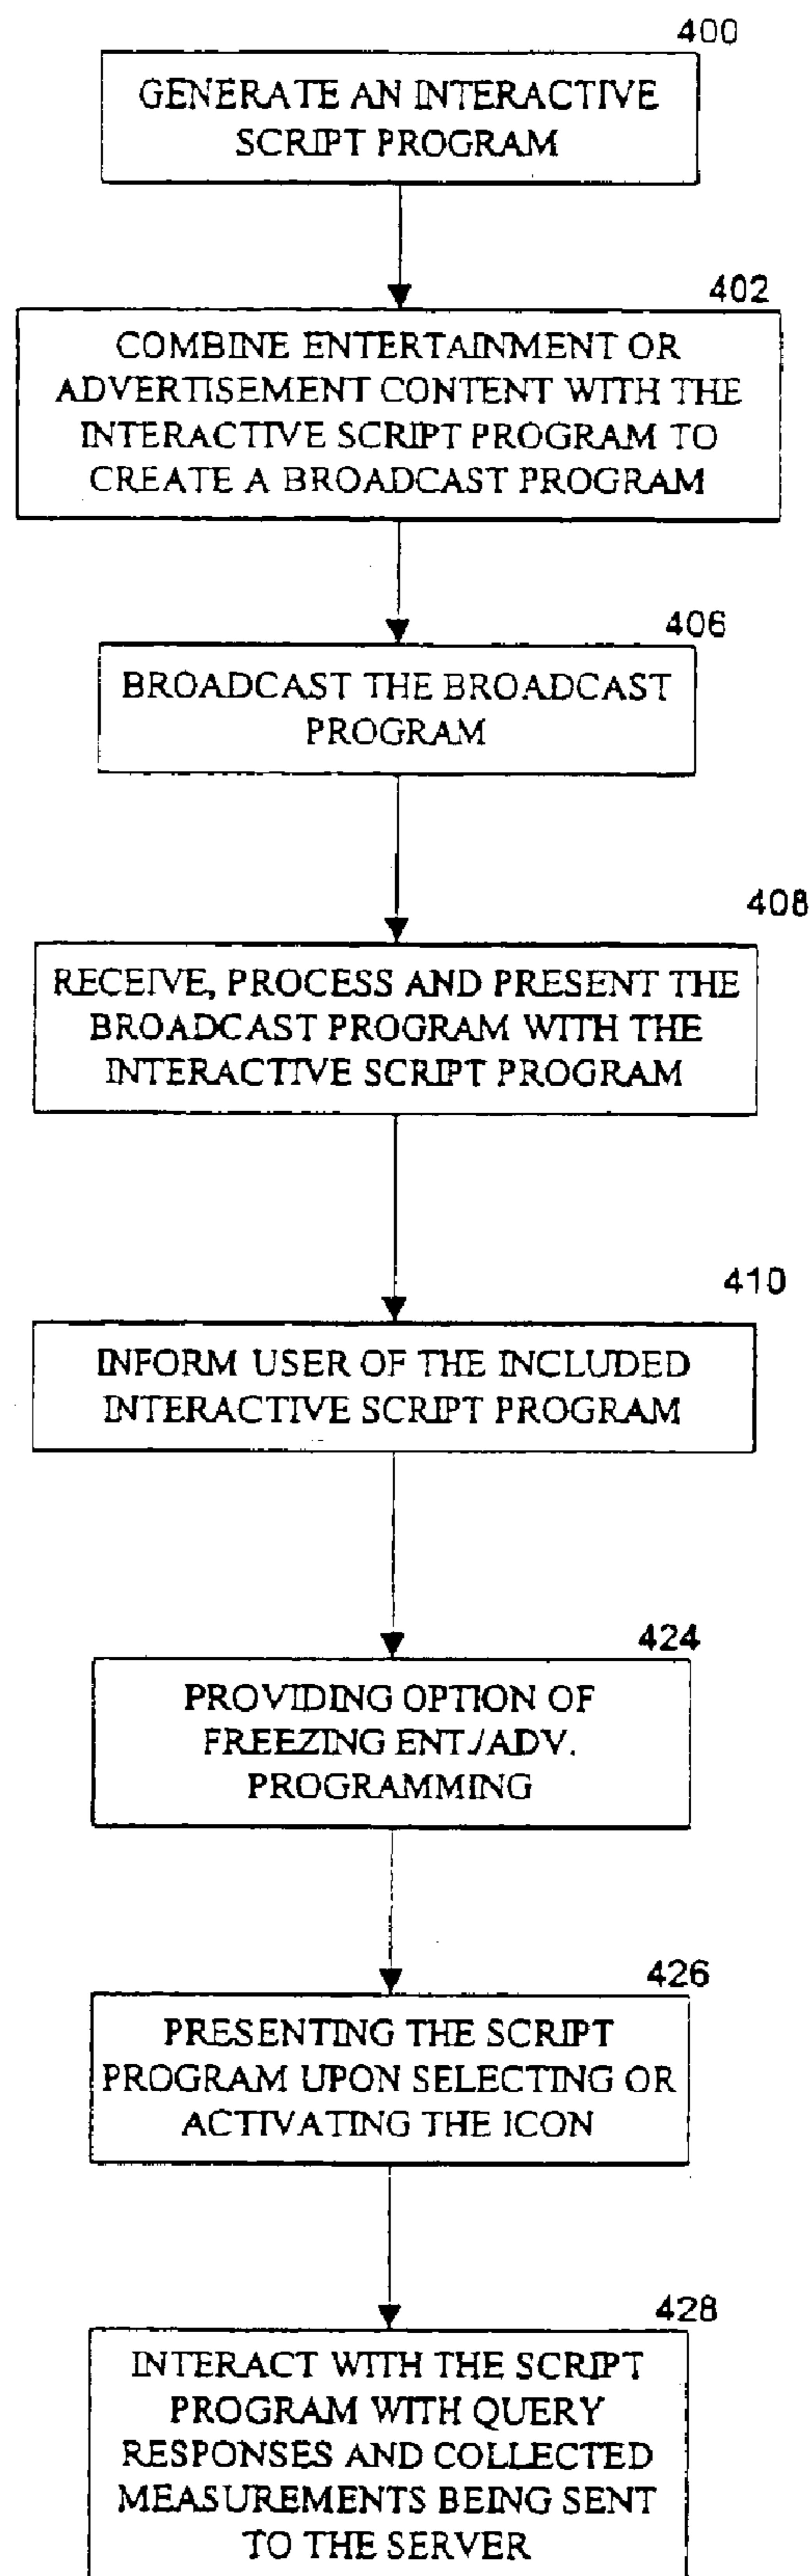 400
GENERATE AN INTERACTIVE
SCRIPT PROGRAM
402
COMBINE ENTERTAINMENT OR
ADVERTISEMENT CONTENT WITH THE
INTERACTIVE SCRIPT PROGRAM TO
CREATE A BROADCAST PROGRAM
406
BROADCAST THE BROADCAST
PROGRAM
408
RECEIVE, PROCESS AND PRESENT THE
BROADCAST PROGRAM WITH THE
INTERACTIVE SCRIPT PROGRAM
410
INFORM USER OF THE INCLUDED
INTERACTIVE SCRIPT PROGRAM
424
PROVIDING OPTION OF
FREEZING ENT./ADV.
PROGRAMMING
426
PRESENTING THE SCRIPT
PROGRAM UPON SELECTING OR
ACTIVATING THE ICON
428
INTERACT WITH THE SCRIPT
PROGRAM WITH QUERY
RESPONSES AND COLLECTED
MEASUREMENTS BEING SENT
TO THE SERVER